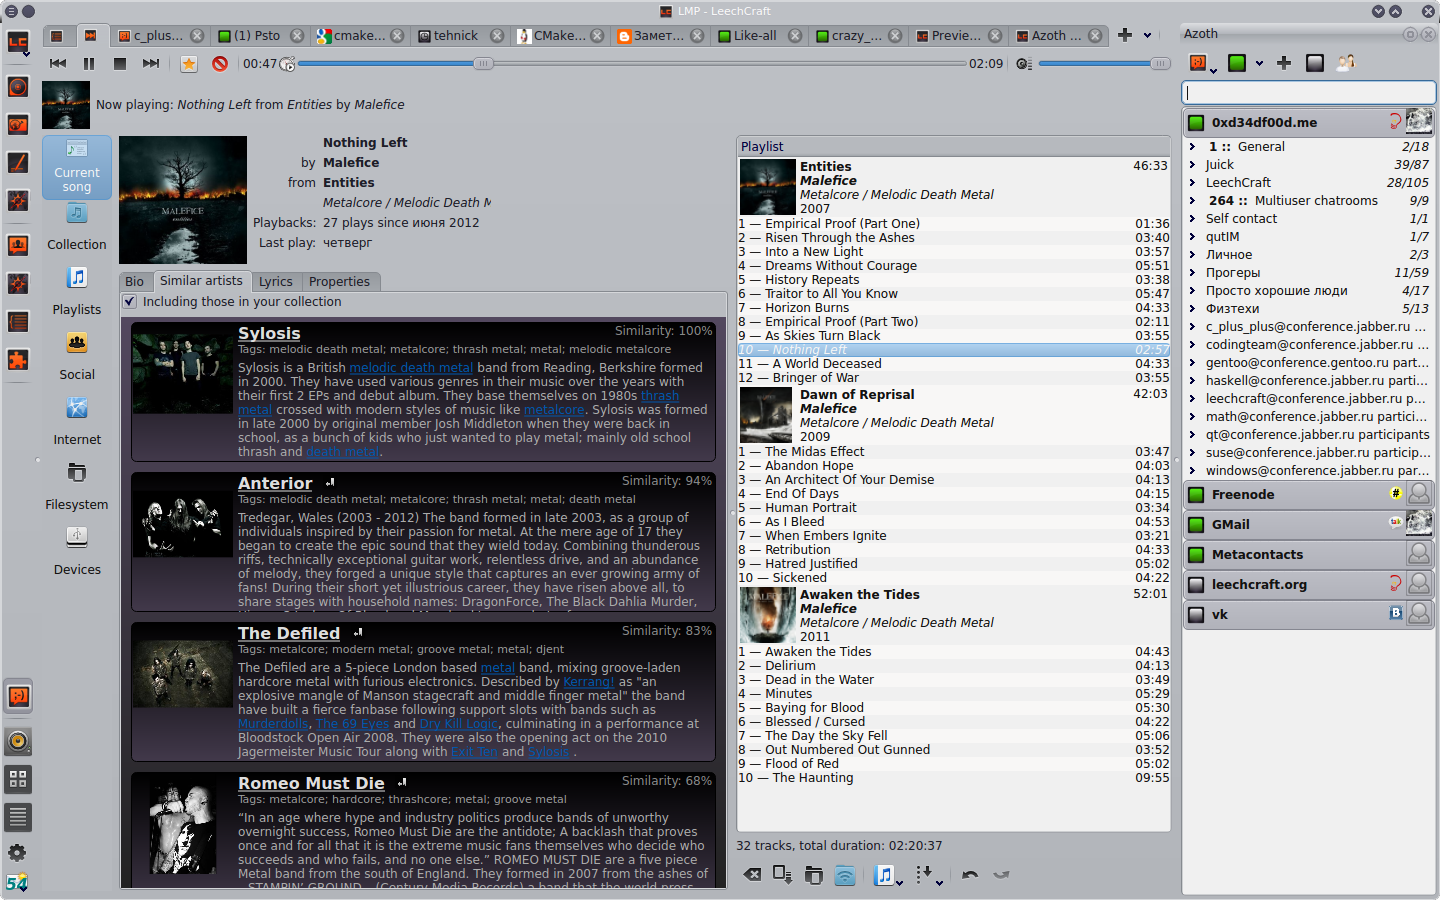 LMP - LeechCraft
c_plus...
(1) Psto
cmake...
tehnick
CMake...
Замет...
Like-all
crazy_...
Previe...
Azoth ...
00:47
02:09
Now playing: Nothing Left from Entities by Malefice
Current song
Collection
Playlists
Social
Internet
Filesystem
Devices
Nothing Left
by Malefice
from Entities
Metalcore / Melodic Death M
Playbacks: 27 plays since июня 2012
Last play: четверг
MALEFICE
entities
Bio
Similar artists
Lyrics
Properties
Including those in your collection
Sylosis
Similarity: 100%
Tags: melodic death metal; metalcore; thrash metal; metal; melodic metalcore
Sylosis is a British melodic death metal band from Reading, Berkshire formed
in 2000. They have used various genres in their music over the years with
their first 2 EPs and debut album. They base themselves on 1980s thrash
metal crossed with modern styles of music like metalcore. Sylosis was formed
in late 2000 by original member Josh Middleton when they were back in
school, as a bunch of kids who just wanted to play metal; mainly old school
thrash and death metal.
Anterior
Similarity: 94%
Tags: melodic death metal; metalcore; thrash metal; metal; death metal
Tredegar, Wales (2003 - 2012) The band formed in late 2003, as a group of
individuals inspired by their passion for metal. At the mere age of 17 they
began to create the epic sound that they wield today. Combining thunderous
riffs, technically exceptional guitar work, relentless drive, and an abundance
of melody, they forged a unique style that captures an ever growing army of
fans! During their short yet illustrious career, they have risen above all, to
share stages with household names: DragonForce, The Black Dahlia Murder,
The Defiled
Similarity: 83%
Tags: metalcore; modern metal; groove metal; metal; djent
The Defiled are a 5-piece London based metal band, mixing groove-laden
hardcore metal with furious electronics. Described by Kerrang! as "an
explosive mangle of Manson stagecraft and middle finger metal" the band
have built a fierce fanbase following support slots with bands such as
Murderdolls, The 69 Eyes and Dry Kill Logic, culminating in a performance at
Bloodstock Open Air 2008. They were also the opening act on the 2010
Jagermeister Music Tour along with Exit Ten and Sylosis .
Romeo Must Die
Similarity: 68%
Tags: metalcore; hardcore; thrashcore; metal; groove metal
“In an age where hype and industry politics produce bands of unworthy
overnight success, Romeo Must Die are the antidote; A backlash that proves
once and for all that it is the extreme music fans themselves who decide who
succeeds and who fails, and no one else.” ROMEO MUST DIE are a five piece
Metal band from the south of England. They formed in 2007 from the ashes of
STAMPIN' GROUND (Century Media Records) a band that the world press
Playlist
Entities 46:33
Malefice
Metalcore / Melodic Death Metal
2007
1 — Empirical Proof (Part One) 01:36
2 — Risen Through the Ashes 03:40
3 — Into a New Light 03:57
4 — Dreams Without Courage 05:51
5 — History Repeats 03:38
6 — Traitor to All You Know 05:47
7 — Horizon Burns 04:33
8 — Empirical Proof (Part Two) 02:11
9 — As Skies Turn Black 03:55
10 — Nothing Left 02:57
11 — A World Deceased 04:33
12 — Bringer of War 03:55
Dawn of Reprisal 42:03
Malefice
Metalcore / Melodic Death Metal
2009
1 — The Midas Effect 03:47
2 — Abandon Hope 04:03
3 — An Architect Of Your Demise 04:13
4 — End Of Days 04:15
5 — Human Portrait 03:34
6 — As I Bleed 04:53
7 — When Embers Ignite 03:21
8 — Retribution 04:33
9 — Hatred Justified 05:02
10 — Sickened 04:22
Awaken the Tides 52:01
Malefice
Metalcore / Melodic Death Metal
2011
1 — Awaken the Tides 04:43
2 — Delirium 04:13
3 — Dead in the Water 03:49
4 — Minutes 05:29
5 — Baying for Blood 05:30
6 — Blessed / Cursed 04:22
7 — The Day the Sky Fell 05:06
8 — Out Numbered Out Gunned 03:52
9 — Flood of Red 05:02
10 — The Haunting 09:55
32 tracks, total duration: 02:20:37
Azoth
0xd34df00d.me
1 :: General 2/18
Juick 39/87
LeechCraft 28/105
264 :: Multiuser chatrooms 9/9
Self contact 1/1
qutIM 1/7
Личное 2/3
Прогеры 11/59
Просто хорошие люди 4/17
Физтехи 5/13
c_plus_plus@conference.jabber.ru ...
codingteam@conference.jabber.ru ...
gentoo@conference.gentoo.ru part...
haskell@conference.jabber.ru parti...
leechcraft@conference.jabber.ru p...
math@conference.jabber.ru partici...
qt@conference.jabber.ru participants
suse@conference.jabber.ru particip...
windows@conference.jabber.ru par...
Freenode
GMail
Metacontacts
leechcraft.org
vk